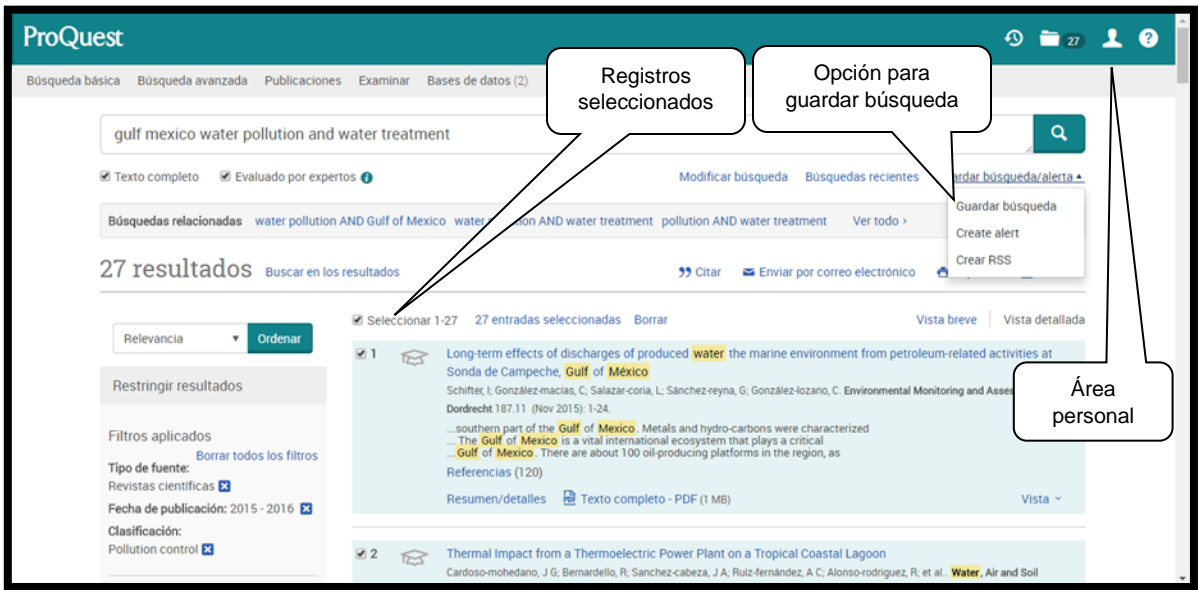 ProQuest
27
Búsqueda básica Búsqueda avanzada Publicaciones Examinar Bases de datos (2)
Registros
seleccionados
Opción para
guardar búsqueda
gulf mexico water pollution and water treatment
Texto completo Evaluado por expertos
Modificar búsqueda Búsquedas recientes búsqueda/alerta
Guardar búsqueda
Create alert
Crear RSS
Búsquedas relacionadas water pollution AND Gulf of Mexico water AND water treatment pollution AND water treatment Ver todo ›
27 resultados Buscar en los resultados
Citar Enviar por correo electrónico
Seleccionar 1-27 27 entradas seleccionadas Borrar Vista breve Vista detallada
Relevancia Ordenar
Restringir resultados
Filtros aplicados
Borrar todos los filtros
Tipo de fuente:
Revistas científicas
Fecha de publicación: 2015 - 2016
Clasificación:
Pollution control
1 Long-term effects of discharges of produced water the marine environment from petroleum-related activities at
Sonda de Campeche, Gulf of México
Schifter, I; González-macías, C; Salazar-coria, L; Sánchez-reyna, G; González-lozano, C. Environmental Monitoring and
Dordrecht 187.11 (Nov 2015): 1-24.
...southern part of the Gulf of Mexico. Metals and hydro-carbons were characterized
... The Gulf of Mexico is a vital international ecosystem that plays a critical
...Gulf of Mexico. There are about 100 oil-producing platforms in the region, as
Referencias (120)
Resumen/detalles Texto completo - PDF (1 MB) Vista
Área
personal
2 Thermal Impact from a Thermoelectric Power Plant on a Tropical Coastal Lagoon
Cardoso-mohedano, J G; Bernardello, R; Sanchez-cabeza, J A; Ruiz-fernández, A C; Alonso-rodriguez, R; et al.. Water, Air and Soil